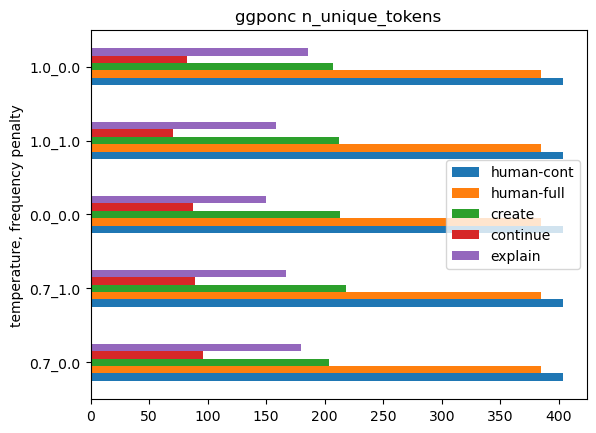 ggponc n_unique_tokens
temperature, frequency penalty
1.0_0.0
1.0_1.0
0.0_0.0
0.7_1.0
0.7_0.0
human-cont
human-full
create
continue
explain
0 50 100 150 200 250 300 350 400